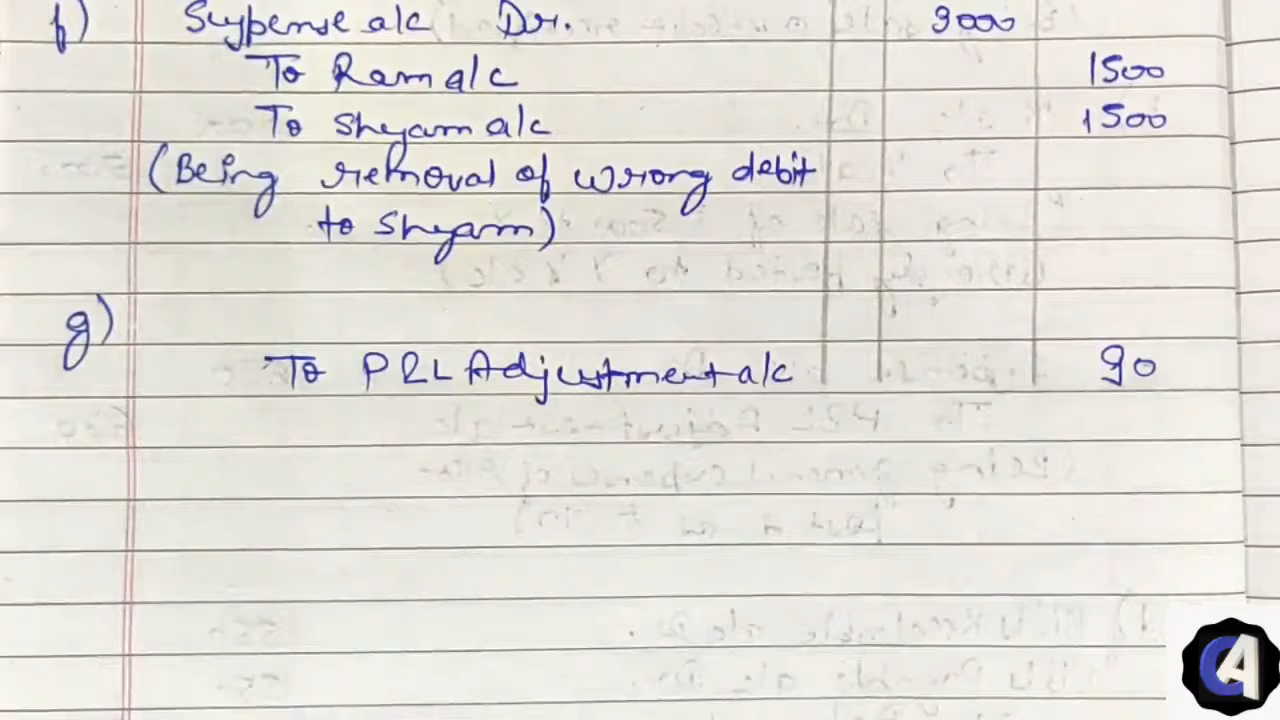 f) Suspense a/c Dr. 3000
To Ram a/c 1500
To Shyam a/c 1500
(Being removal of wrong debit
to Shyam)
g)
To P&L Adjustment a/c 90
CA